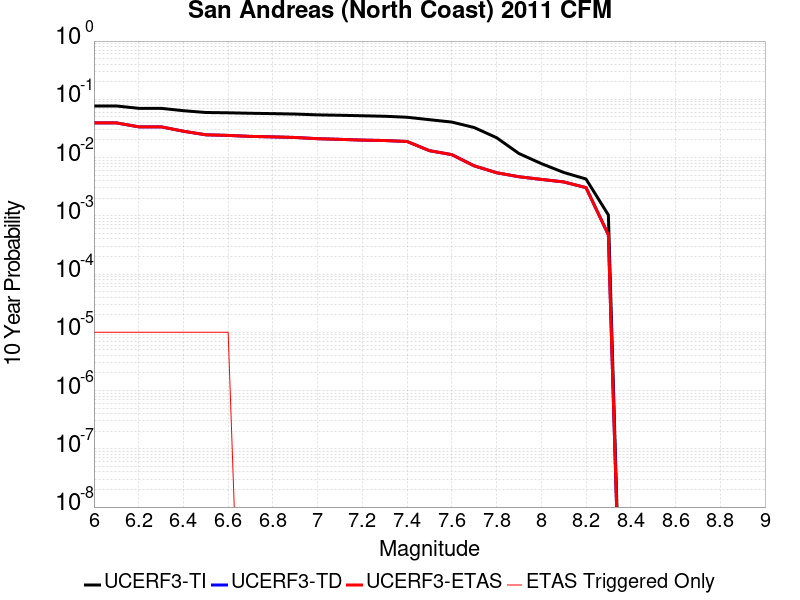 San Andreas (North Coast) 2011 CFM
10 0
10 -1
10 -2
10 -3
10 -4
10 -5
10 -6
10 -7
10 -8
10 Year Probability
6 6.2 6.4 6.6 6.8 7 7.2 7.4 7.6 7.8 8 8.2 8.4 8.6 8.8 9
Magnitude
UCERF3-TI UCERF3-TD UCERF3-ETAS ETAS Triggered Only